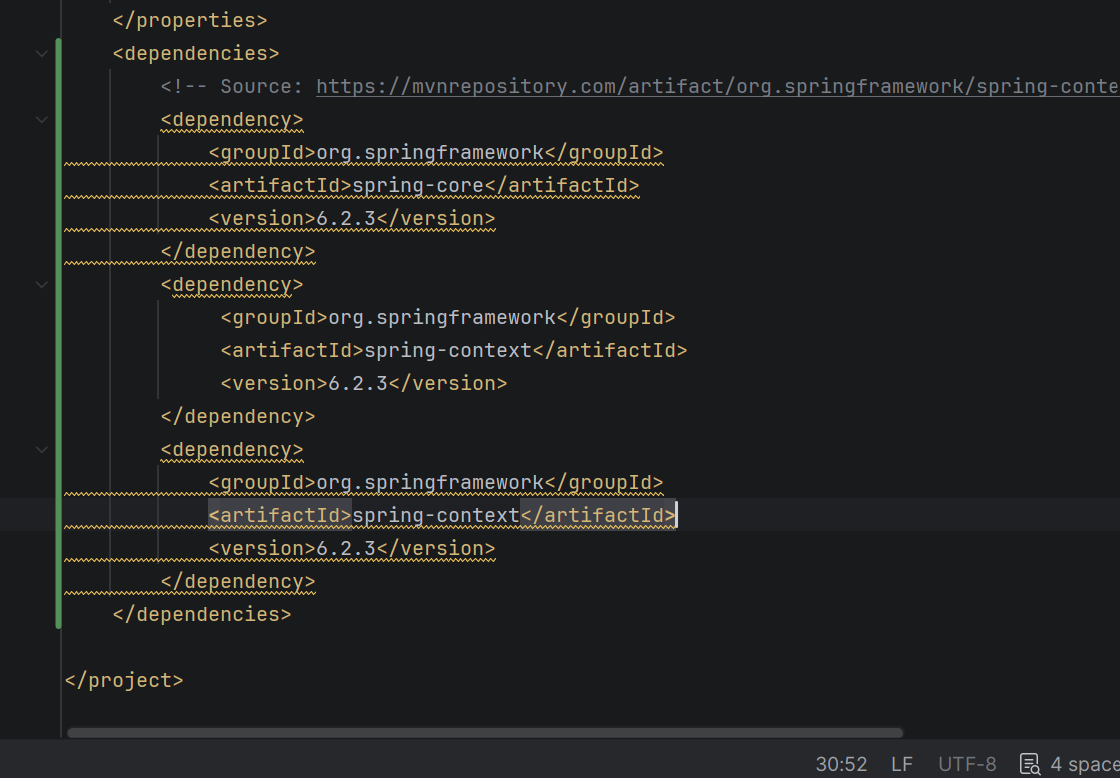 </properties>
<dependencies>
<!-- Source: https://mvnrepository.com/artifact/org.springframework/spring-conte
<dependency>
<groupId>org.springframework</groupId>
<artifactId>spring-core</artifactId>
<version>6.2.3</version>
</dependency>
<dependency>
<groupId>org.springframework</groupId>
<artifactId>spring-context</artifactId>
<version>6.2.3</version>
</dependency>
<dependency>
<groupId>org.springframework</groupId>
<artifactId>spring-context</artifactId>
<version>6.2.3</version>
</dependency>
</dependencies>
</project>
30:52 LF UTF-8 4 space